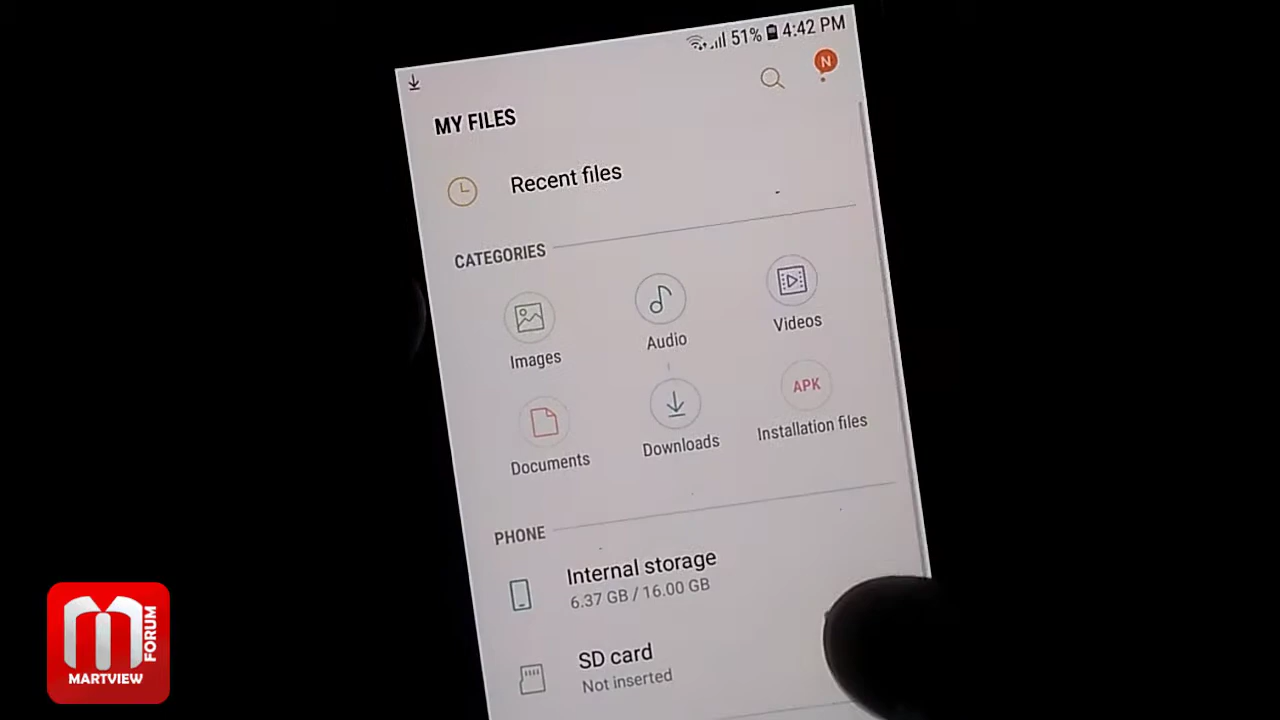 51% 4:42 PM
N
MY FILES
Recent files
CATEGORIES
Images
Audio
Videos
APK
Documents
Downloads
Installation files
PHONE
Internal storage
6.37 GB / 16.00 GB
SD card
Not inserted
FORUM
MARTVIEW